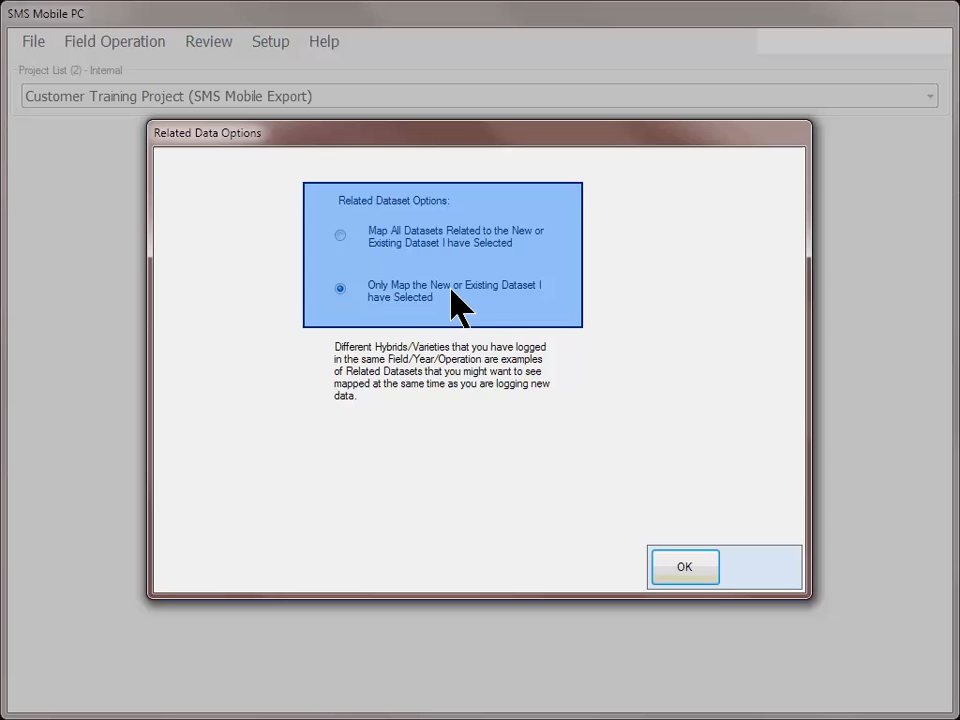 SMS Mobile PC
File Field Operation Review Setup Help
Project List (2) - Internal
Customer Training Project (SMS Mobile Export)
Related Data Options
Related Dataset Options:
Map All Datasets Related to the New or
Existing Dataset I have Selected
Only Map the New or Existing Dataset I
have Selected
Different Hybrids/Varieties that you have logged
in the same Field/Year/Operation are examples
of Related Datasets that you might want to see
mapped at the same time as you are logging new
data.
OK